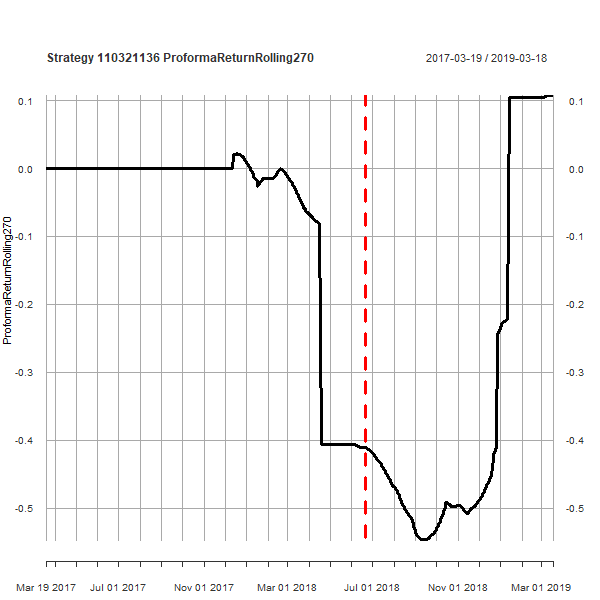 Strategy 110321136 ProformaReturnRolling270
2017-03-19 / 2019-03-18
0.1 0.1
0.0 0.0
-0.1 -0.1
-0.2 -0.2
-0.3 -0.3
-0.4 -0.4
-0.5 -0.5
ProformaReturnRolling270
Mar 19 2017 Jul 01 2017 Nov 01 2017 Mar 01 2018 Jul 01 2018 Nov 01 2018 Mar 01 2019